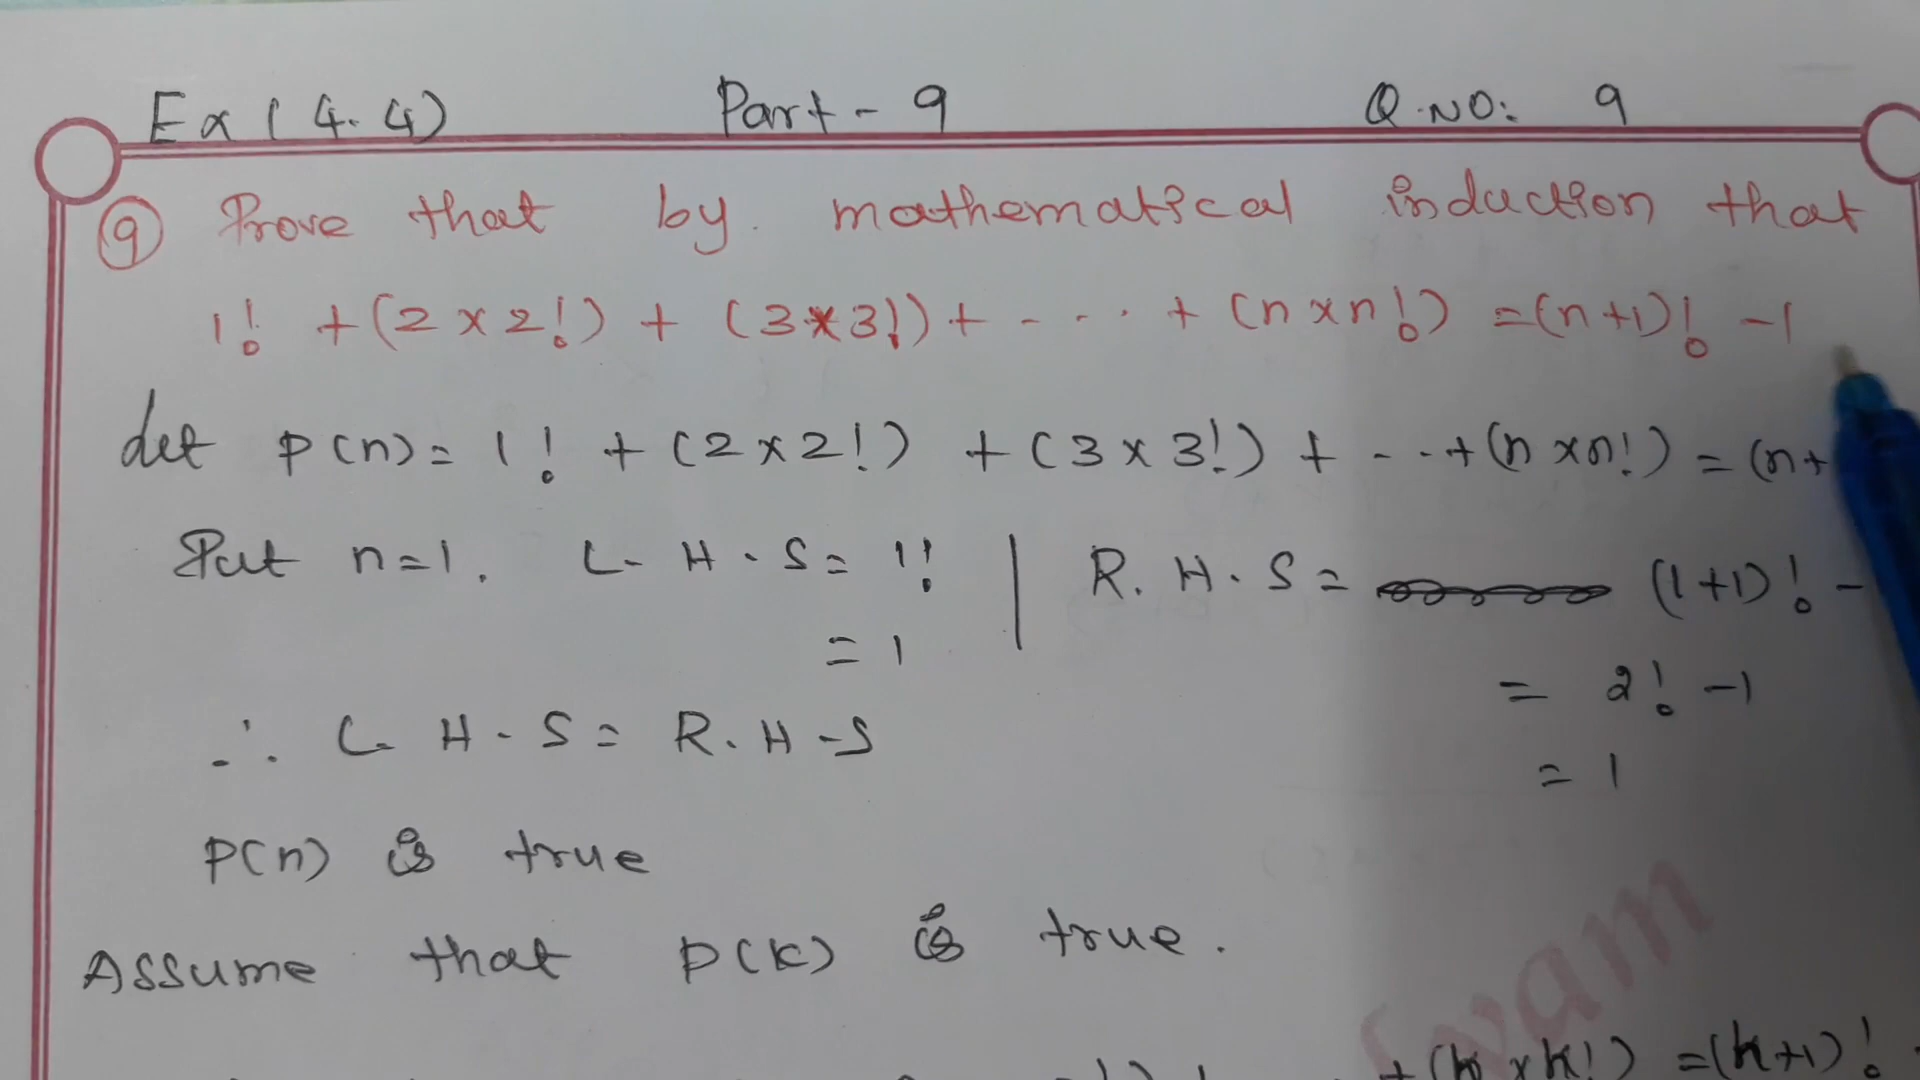 Ex (4.4) Part - 9 Q.NO: 9
⑨ Prove that by. mathematical induction that
1! + (2 × 2!) + (3 × 3!) + - - · · + (n × n!) = (n+1)! - 1
Let P(n) = 1! + (2 × 2!) + (3 × 3!) + - - · + (n × n!) = (n+
Put n=1. L.H.S = 1! | R.H.S = (1+1)! -
= 1
= 2! - 1
∴ L.H.S = R.H.S
= 1
P(n) is true
Assume that P(k) is true.
+ (k × k!) = (k+1)!
wam